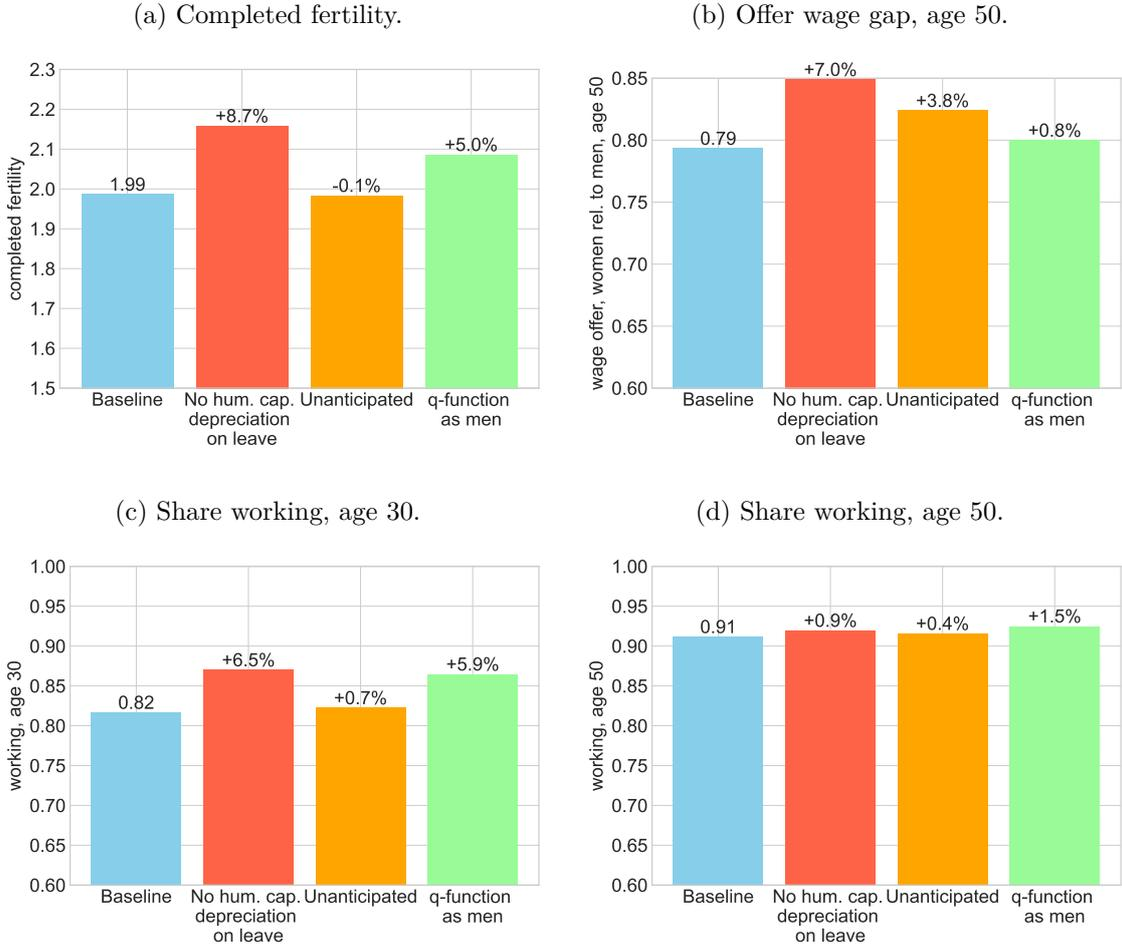 (a) Completed fertility.
completed fertility
2.3
2.2
2.1
2.0
1.9
1.8
1.7
1.6
1.5
1.99
+8.7%
-0.1%
+5.0%
Baseline
No hum. cap.
depreciation
on leave
Unanticipated
q-function
as men
(b) Offer wage gap, age 50.
wage offer, women rel. to men, age 50
0.85
0.80
0.75
0.70
0.65
0.60
0.79
+7.0%
+3.8%
+0.8%
Baseline
No hum. cap.
depreciation
on leave
Unanticipated
q-function
as men
(c) Share working, age 30.
working, age 30
1.00
0.95
0.90
0.85
0.80
0.75
0.70
0.65
0.60
0.82
+6.5%
+0.7%
+5.9%
Baseline
No hum. cap.
depreciation
on leave
Unanticipated
q-function
as men
(d) Share working, age 50.
working, age 50
1.00
0.95
0.90
0.85
0.80
0.75
0.70
0.65
0.60
0.91
+0.9%
+0.4%
+1.5%
Baseline
No hum. cap.
depreciation
on leave
Unanticipated
q-function
as men